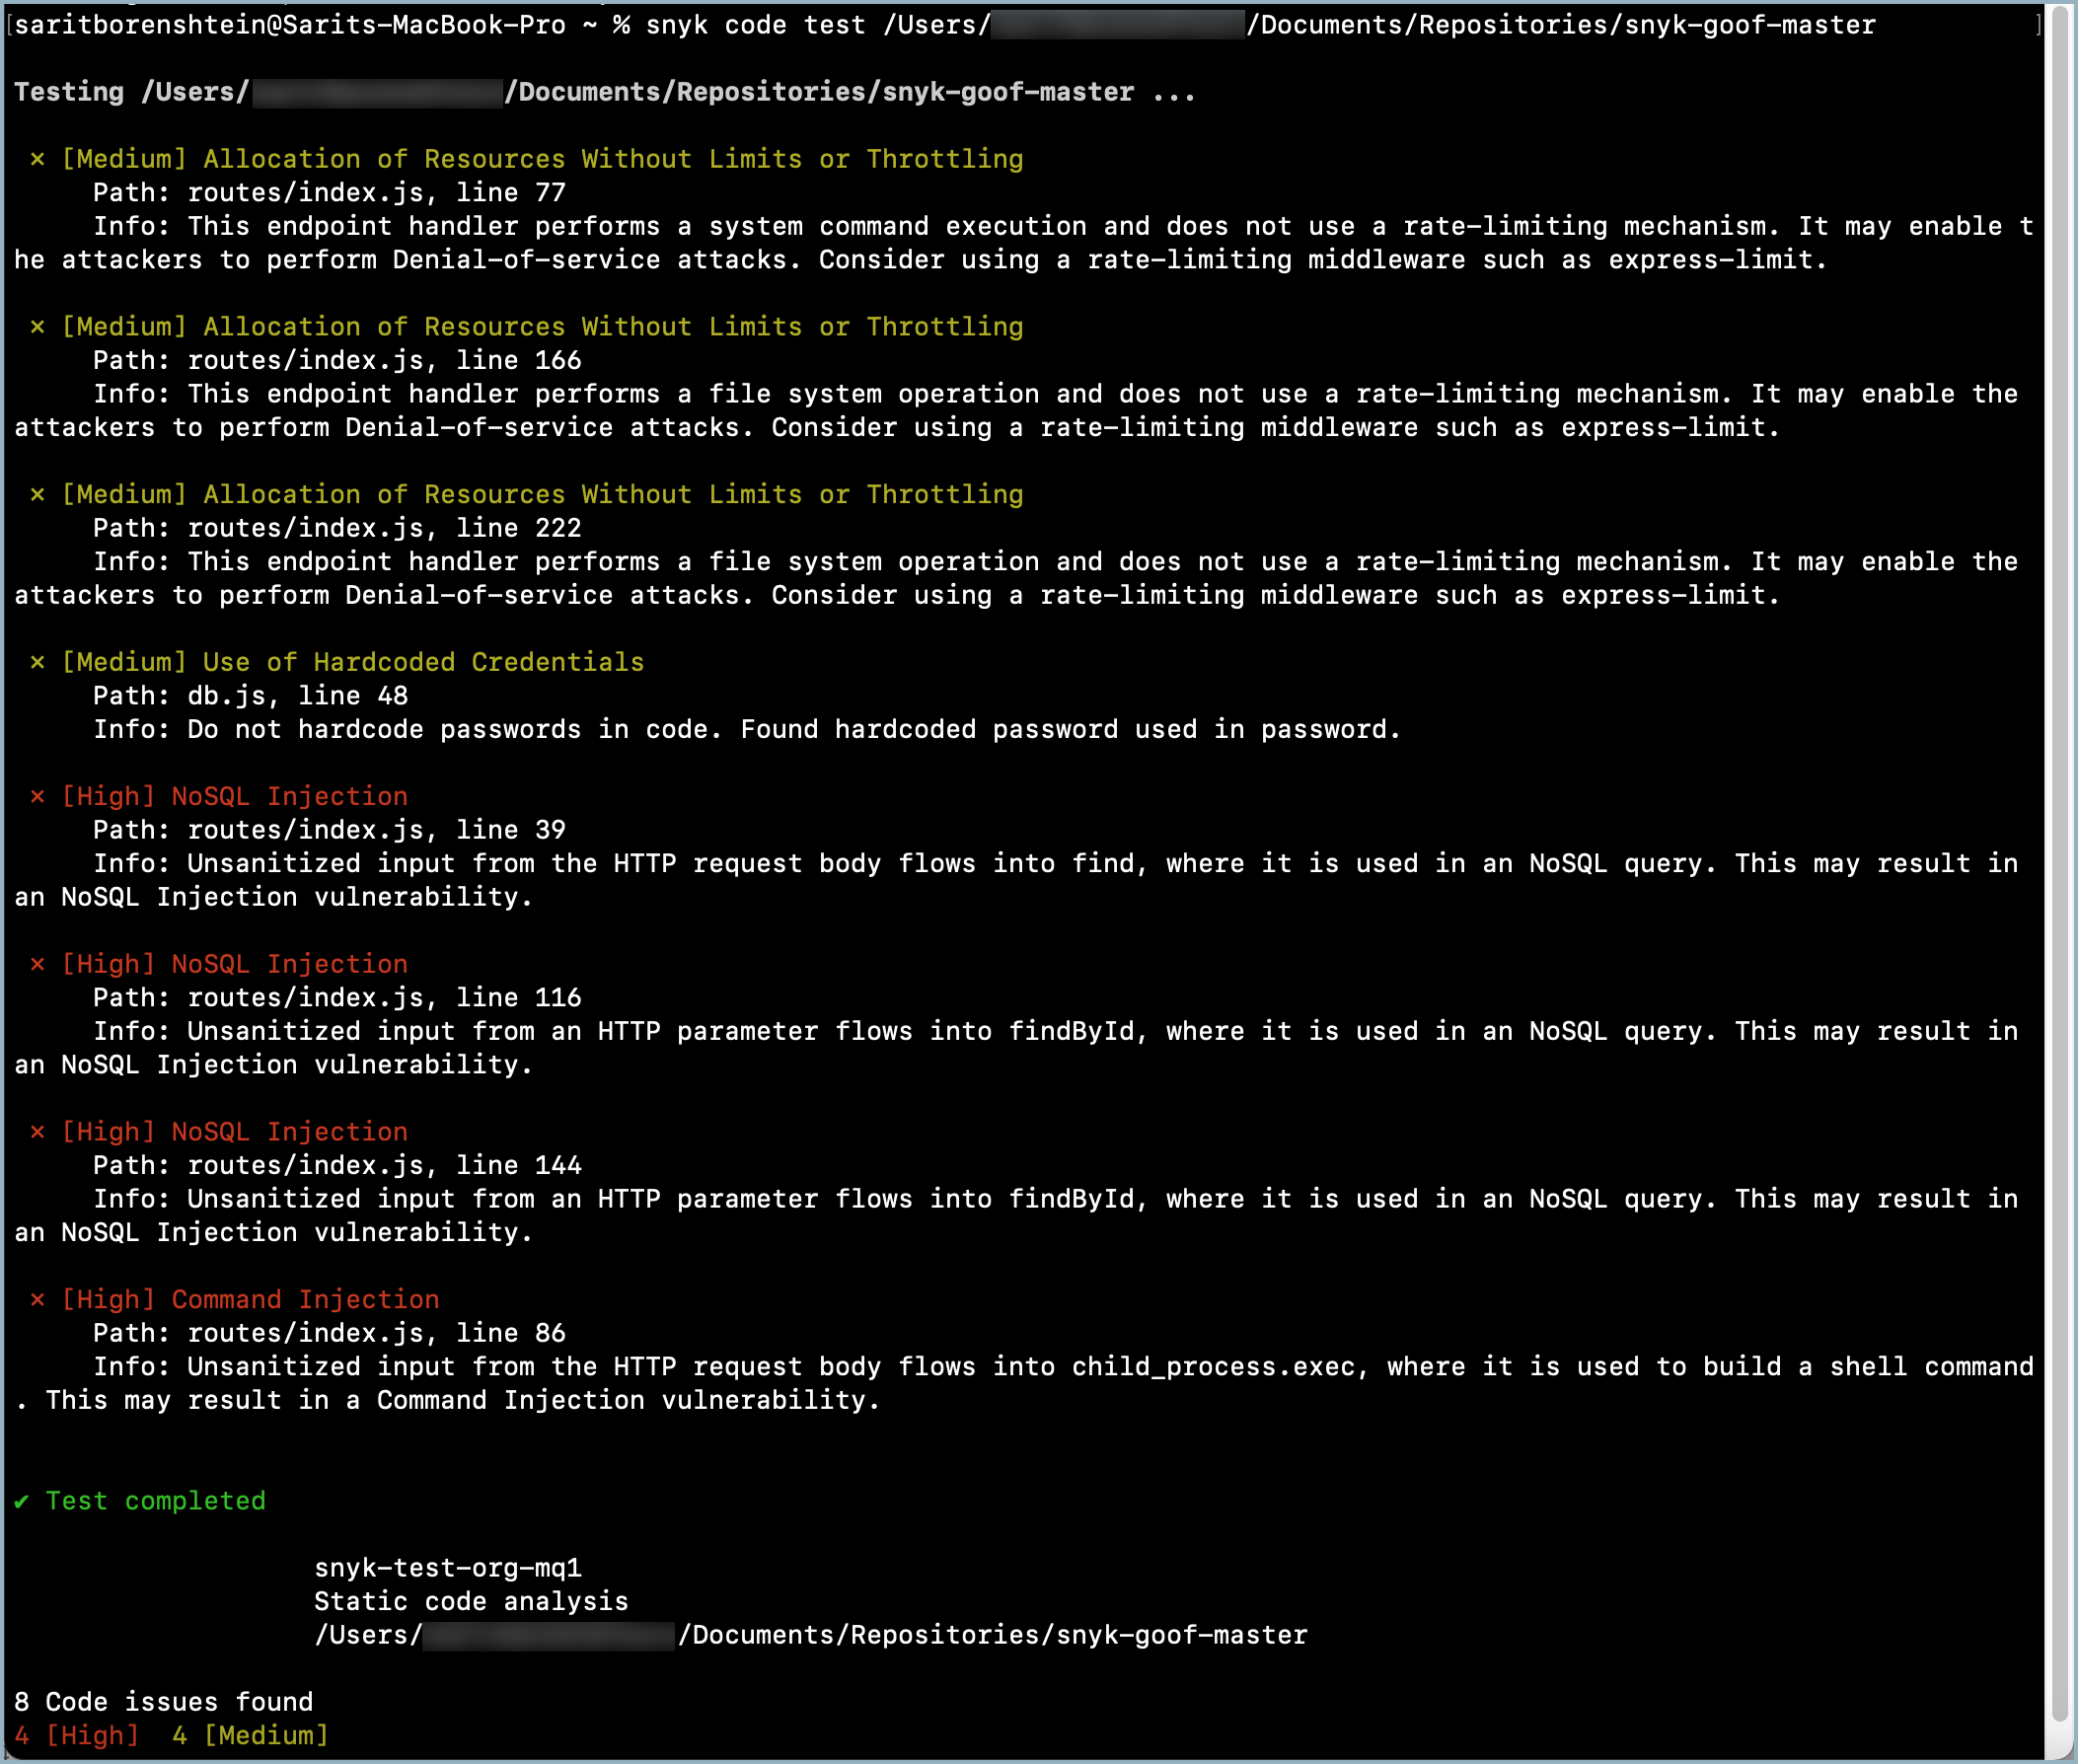 [saritborenshtein@Sarits-MacBook-Pro ~ % snyk code test /Users/ /Documents/Repositories/snyk-goof-master ]
Testing /Users/ /Documents/Repositories/snyk-goof-master ...
× [Medium] Allocation of Resources Without Limits or Throttling
Path: routes/index.js, line 77
Info: This endpoint handler performs a system command execution and does not use a rate-limiting mechanism. It may enable t
he attackers to perform Denial-of-service attacks. Consider using a rate-limiting middleware such as express-limit.
× [Medium] Allocation of Resources Without Limits or Throttling
Path: routes/index.js, line 166
Info: This endpoint handler performs a file system operation and does not use a rate-limiting mechanism. It may enable the
attackers to perform Denial-of-service attacks. Consider using a rate-limiting middleware such as express-limit.
× [Medium] Allocation of Resources Without Limits or Throttling
Path: routes/index.js, line 222
Info: This endpoint handler performs a file system operation and does not use a rate-limiting mechanism. It may enable the
attackers to perform Denial-of-service attacks. Consider using a rate-limiting middleware such as express-limit.
× [Medium] Use of Hardcoded Credentials
Path: db.js, line 48
Info: Do not hardcode passwords in code. Found hardcoded password used in password.
× [High] NoSQL Injection
Path: routes/index.js, line 39
Info: Unsanitized input from the HTTP request body flows into find, where it is used in an NoSQL query. This may result in
an NoSQL Injection vulnerability.
× [High] NoSQL Injection
Path: routes/index.js, line 116
Info: Unsanitized input from an HTTP parameter flows into findById, where it is used in an NoSQL query. This may result in
an NoSQL Injection vulnerability.
× [High] NoSQL Injection
Path: routes/index.js, line 144
Info: Unsanitized input from an HTTP parameter flows into findById, where it is used in an NoSQL query. This may result in
an NoSQL Injection vulnerability.
× [High] Command Injection
Path: routes/index.js, line 86
Info: Unsanitized input from the HTTP request body flows into child_process.exec, where it is used to build a shell command
. This may result in a Command Injection vulnerability.
✔ Test completed
snyk-test-org-mq1
Static code analysis
/Users/ /Documents/Repositories/snyk-goof-master
8 Code issues found
4 [High] 4 [Medium]